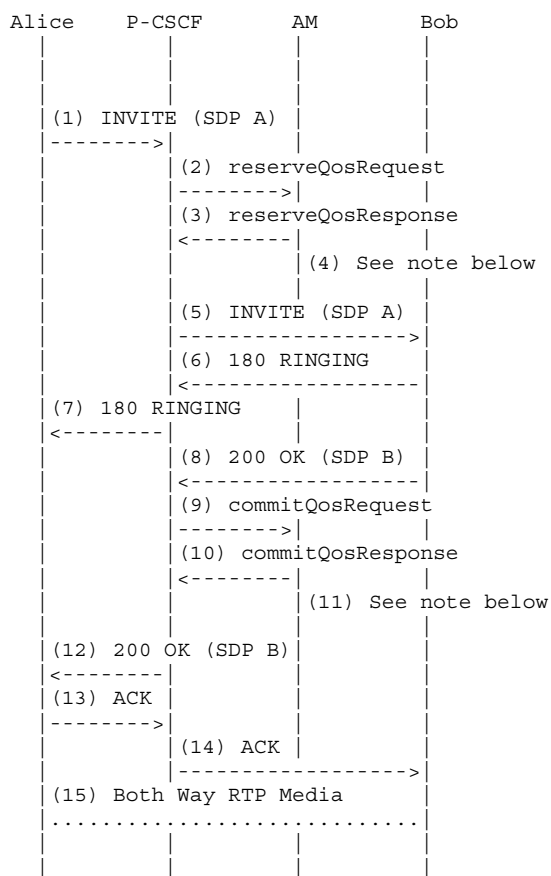 Alice P-CSCF AM Bob
(1) INVITE (SDP A)
(2) reserveQosRequest
(3) reserveQosResponse
(4) See note below
(5) INVITE (SDP A)
(6) 180 RINGING
(7) 180 RINGING
(8) 200 OK (SDP B)
(9) commitQosRequest
(10) commitQosResponse
(11) See note below
(12) 200 OK (SDP B)
(13) ACK
(14) ACK
(15) Both Way RTP Media